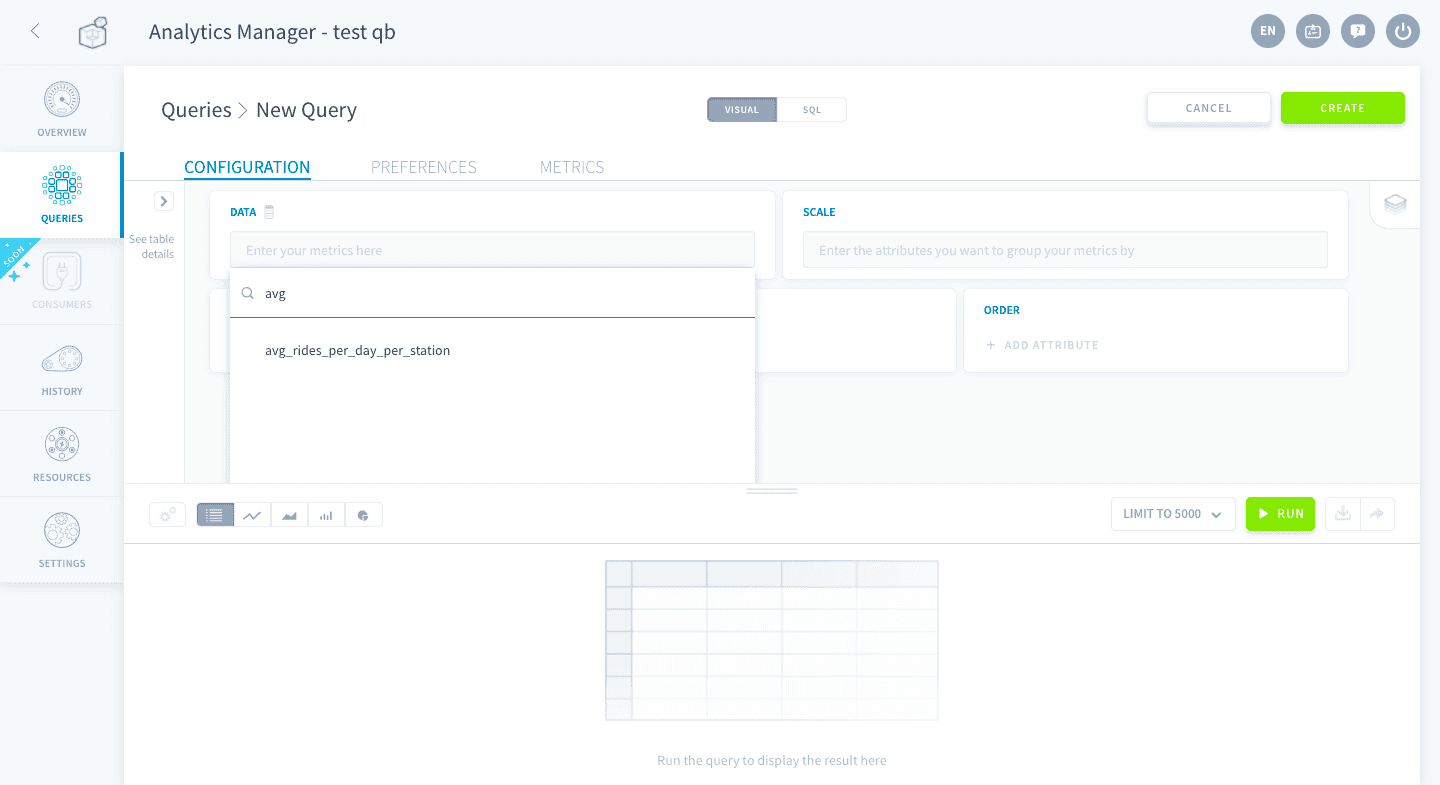 Analytics Manager - test qb
EN
OVERVIEW
QUERIES
SOON
CONSUMERS
HISTORY
RESOURCES
SETTINGS
Queries > New Query
VISUAL
SQL
CANCEL
CREATE
CONFIGURATION
PREFERENCES
METRICS
See table
details
DATA
Enter your metrics here
avg
avg_rides_per_day_per_station
SCALE
Enter the attributes you want to group your metrics by
ORDER
+ ADD ATTRIBUTE
LIMIT TO 5000
RUN
Run the query to display the result here